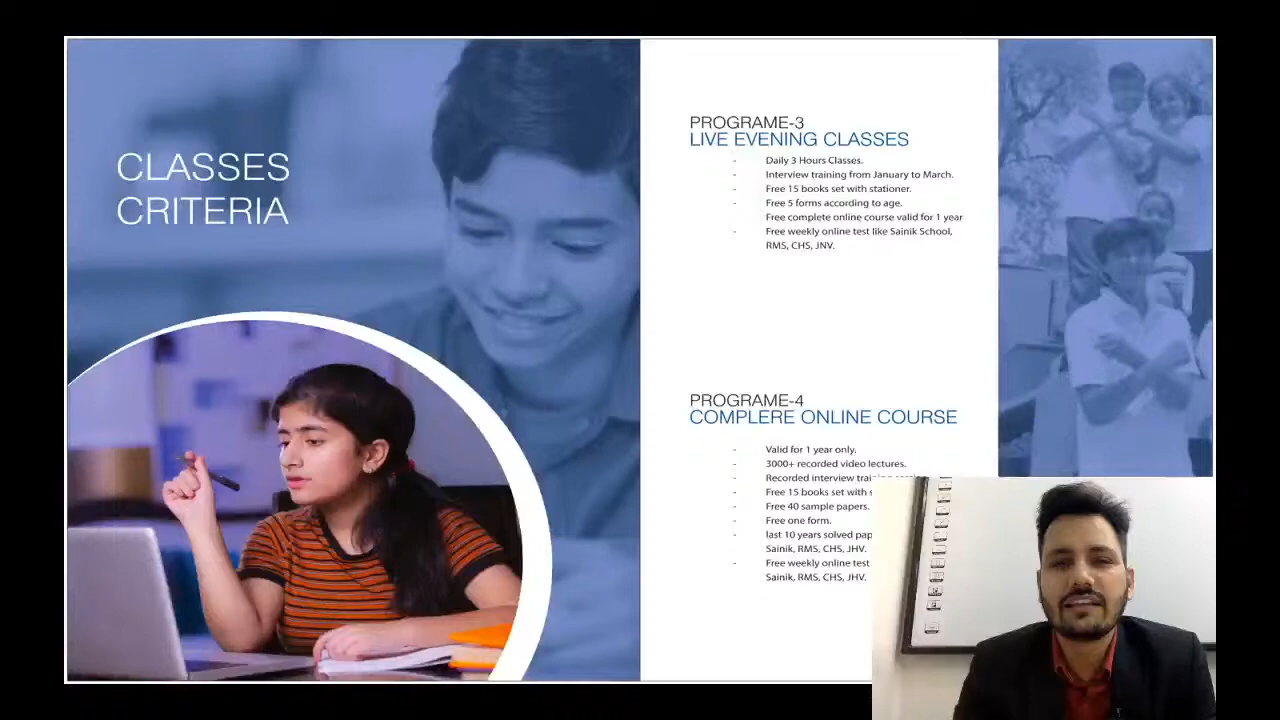 CLASSES
CRITERIA
PROGRAME-3
LIVE EVENING CLASSES
- Daily 3 Hours Classes.
- Interview training from January to March.
- Free 15 books set with stationer.
- Free 5 forms according to age.
- Free complete online course valid for 1 year
- Free weekly online test like Sainik School,
RMS, CHS, JNV.
PROGRAME-4
COMPLERE ONLINE COURSE
- Valid for 1 year only.
- 3000+ recorded video lectures.
- Recorded interview
- Free 15 books set with
- Free 40 sample papers.
- Free one form.
- last 10 years solved
Sainik, RMS, CHS, JHV.
- Free weekly online test
Sainik, RMS, CHS, JHV.